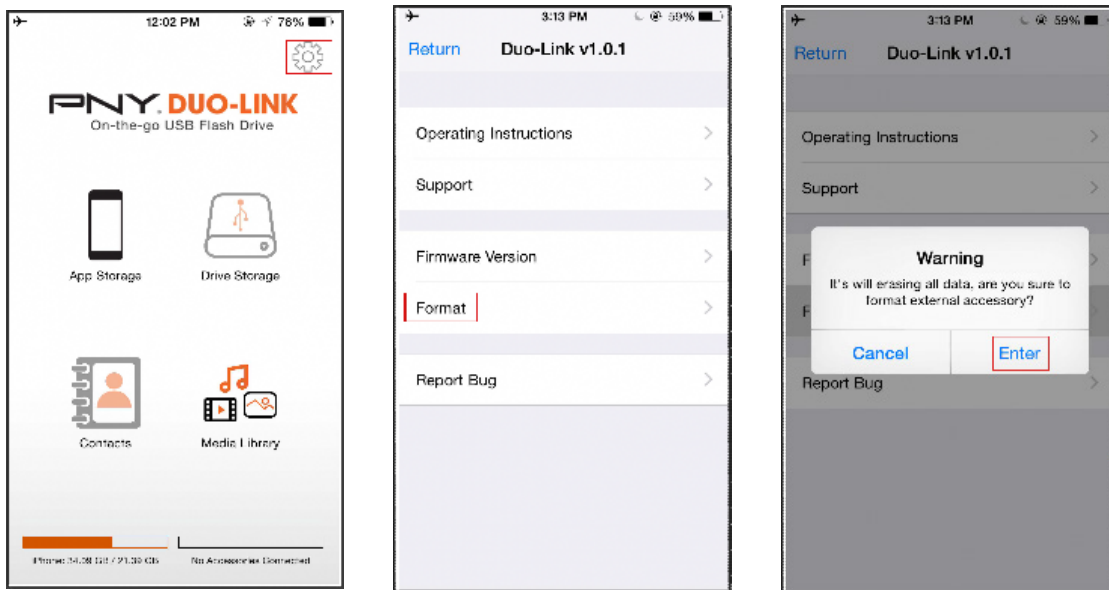 12:02 PM 76%
PNY. DUO-LINK
On-the-go USB Flash Drive
App Storage Drive Storage
Contacts Media Library
No Accessories Connected
3:13 PM 59%
Return Duo-Link v1.0.1
Operating Instructions
Support
Firmware Version
Format
Report Bug
3:13 PM 59%
Return Duo-Link v1.0.1
Operating Instructions
Support
F
Warning
It's will erasing all data, are you sure to
format external accessory?
F
Cancel Enter
Report Bug